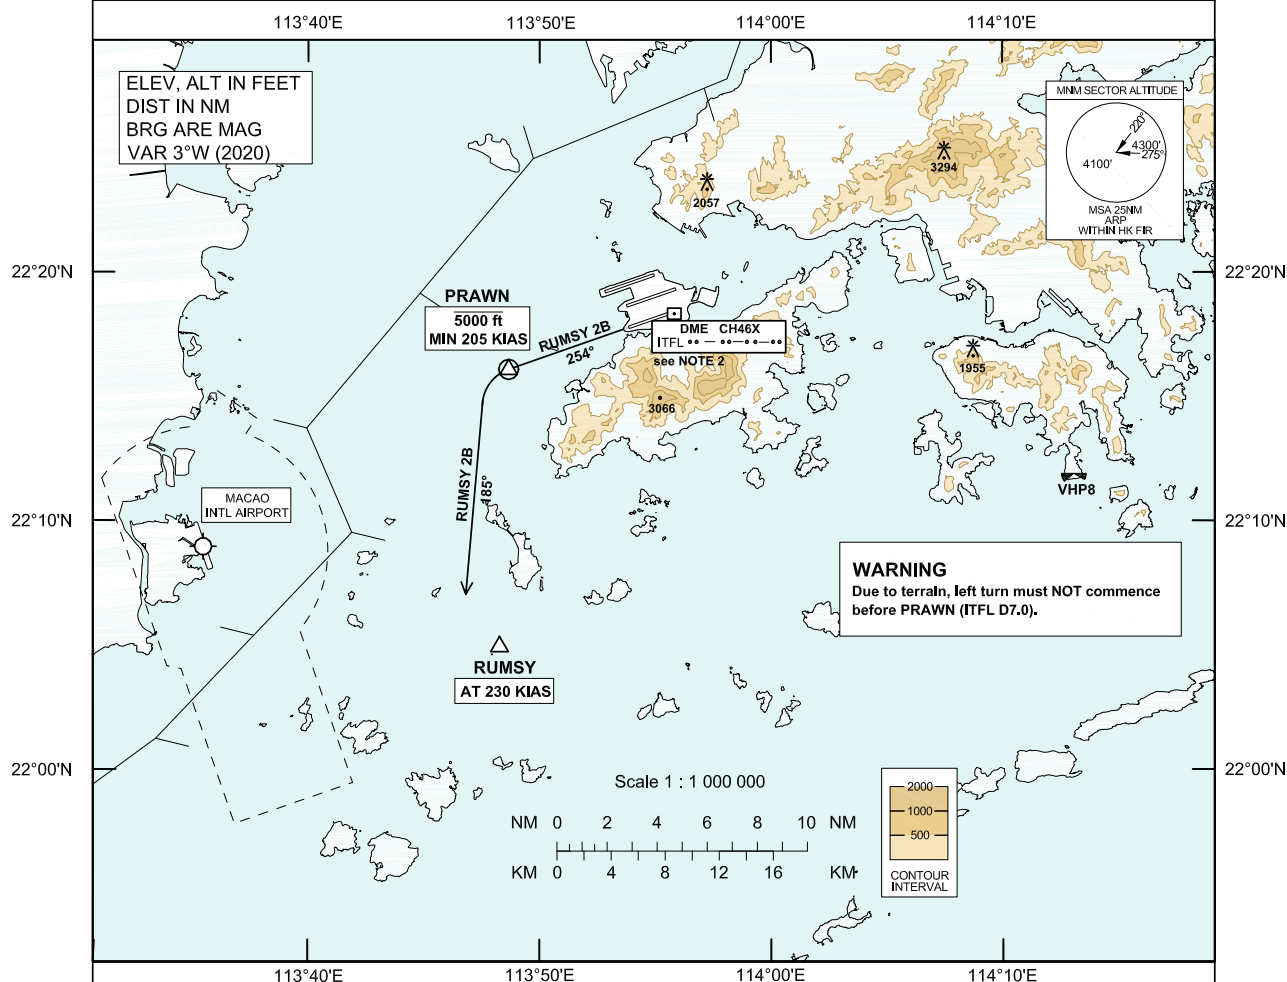 113°40'E
113°50'E
114°00'E
114°10'E
ELEV, ALT IN FEET
DIST IN NM
BRG ARE MAG
VAR 3°W (2020)
MNM SECTOR ALTITUDE
220°
4300'
275°
4100'
MSA 25NM
ARP
WITHIN HK FIR
3294
2057
22°20'N
22°20'N
PRAWN
5000 ft
MIN 205 KIAS
RUMSY 2B
254°
DME CH46X
ITFL •• — ••—•• •—••
see NOTE 2
1955
3066
RUMSY 2B
185°
MACAO
INTL AIRPORT
VHP8
22°10'N
22°10'N
WARNING
Due to terrain, left turn must NOT commence
before PRAWN (ITFL D7.0).
RUMSY
AT 230 KIAS
22°00'N
22°00'N
Scale 1 : 1 000 000
NM 0 2 4 6 8 10 NM
KM 0 4 8 12 16 KM
2000
1000
500
CONTOUR
INTERVAL
113°40'E
113°50'E
114°00'E
114°10'E